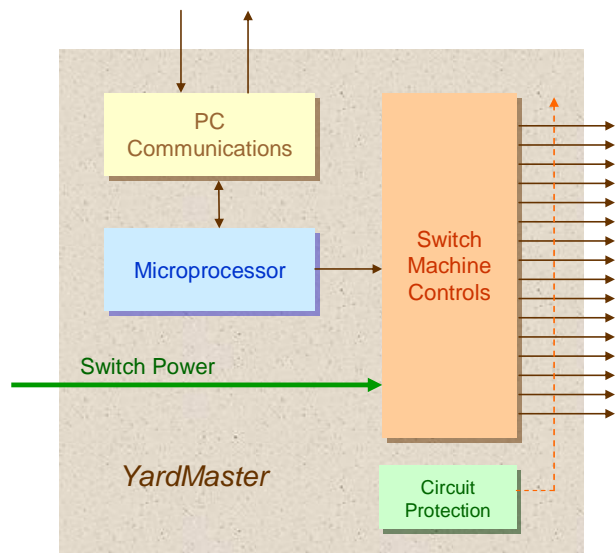 PC
Communications
Microprocessor
Switch
Machine
Controls
Switch Power
YardMaster
Circuit
Protection